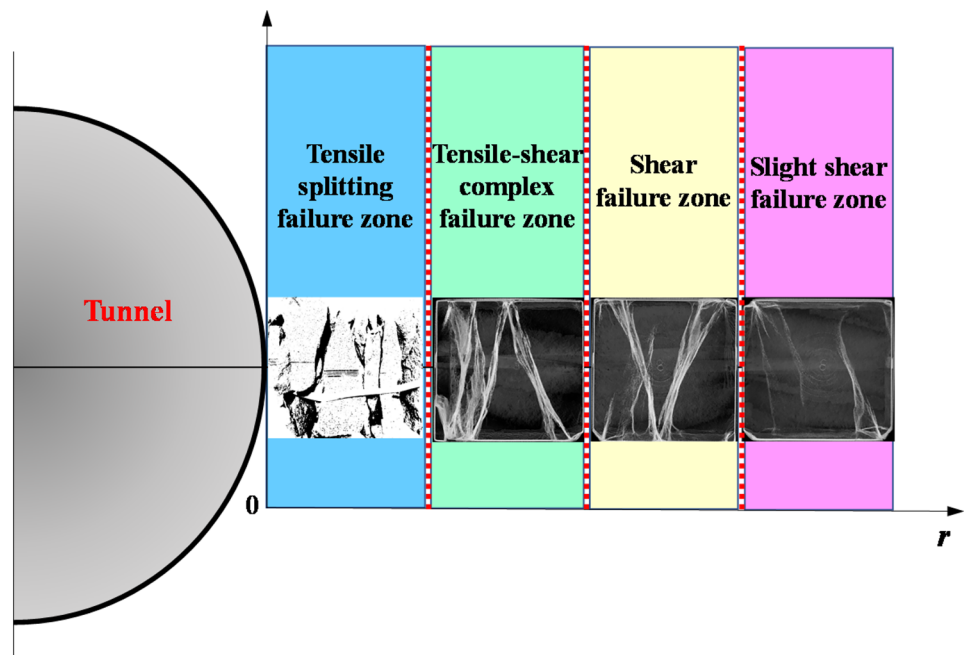 Tunnel
Tensile
splitting
failure zone
Tensile-shear
complex
failure zone
Shear
failure zone
Slight shear
failure zone
0
r